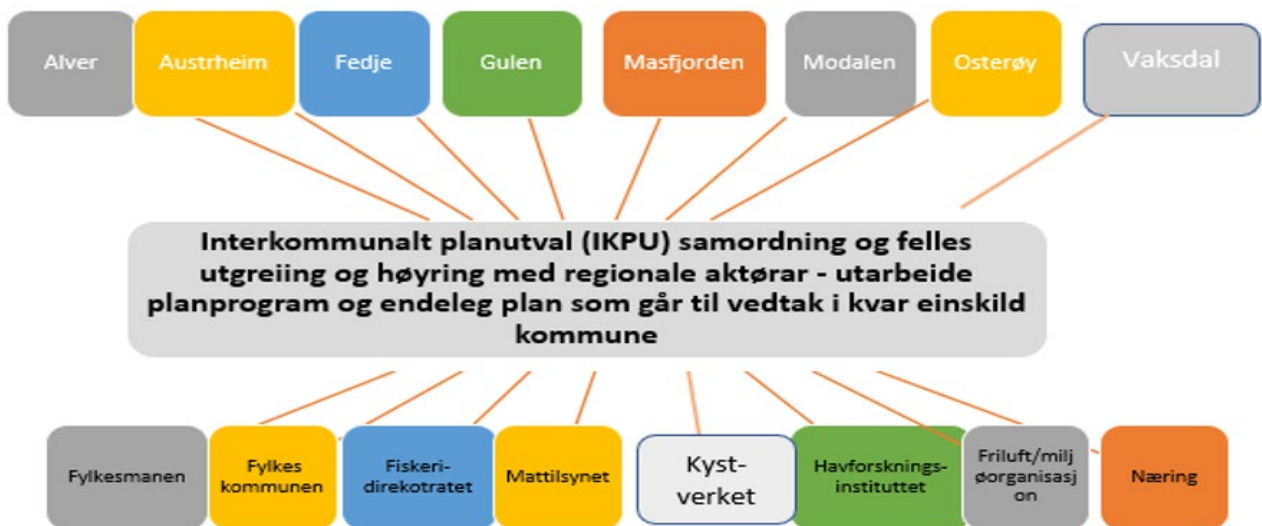 Alver
Austrheim
Fedje
Gulen
Masfjorden
Modalen
Osterøy
Vaksdal
Interkommunalt planutval (IKPU) samordning og felles
utgreiing og høyring med regionale aktørar - utarbeide
planprogram og endeleg plan som går til vedtak i kvar einskild
kommune
Fylkesmanen
Fylkes
kommunen
Fiskeri-
direkotratet
Mattilsynet
Kyst-
verket
Havforsknings-
instituttet
Friluft/milj
øorganisasj
on
Næring